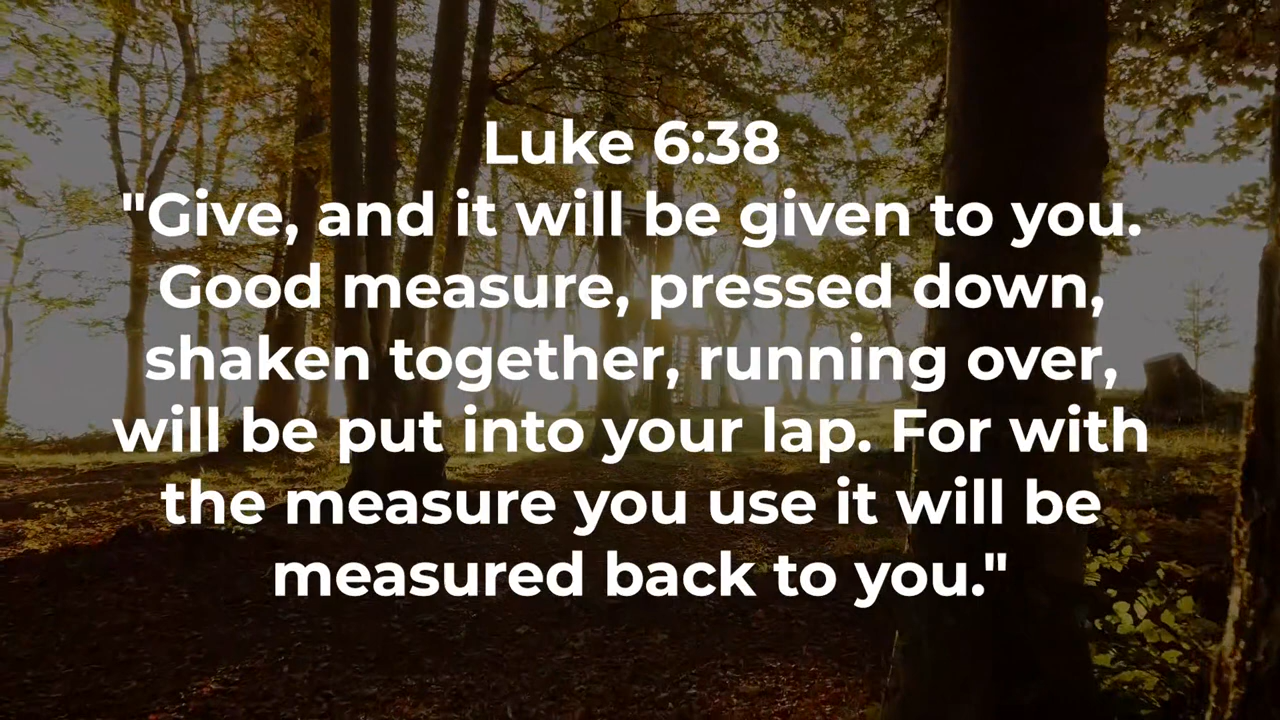 Luke 6:38
"Give, and it will be given to you.
Good measure, pressed down,
shaken together, running over,
will be put into your lap. For with
the measure you use it will be
measured back to you."